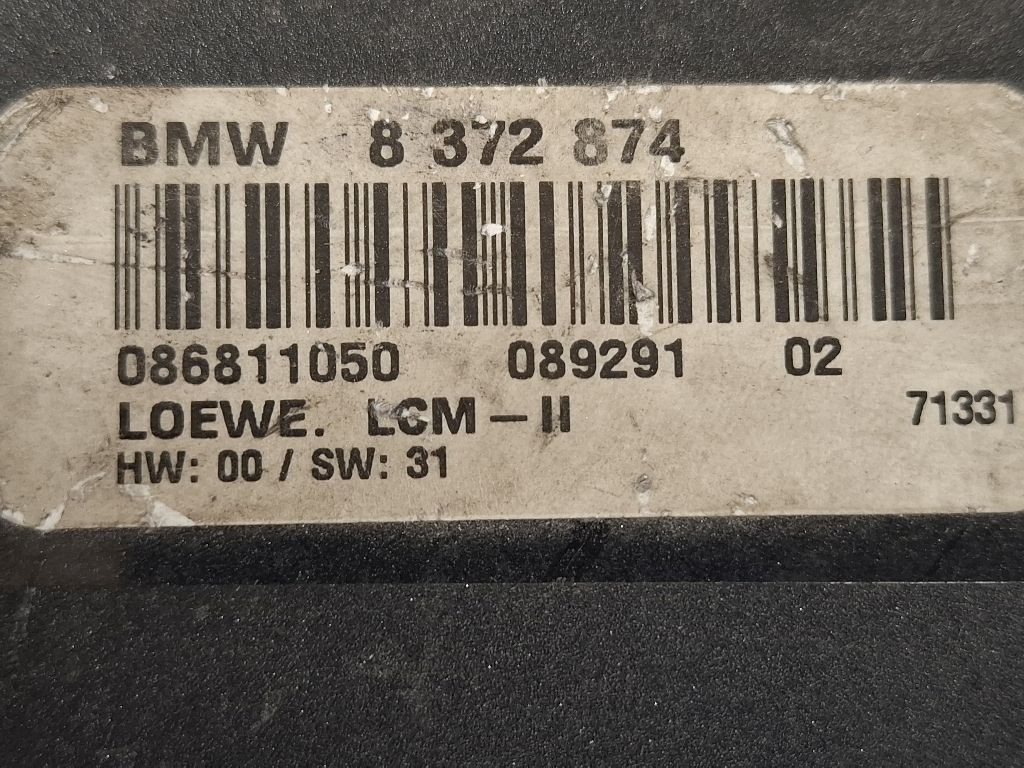 BMW 8 372 874
086811050 089291 02
LOEWE. LCM-II 71331
HW: 00 / SW: 31